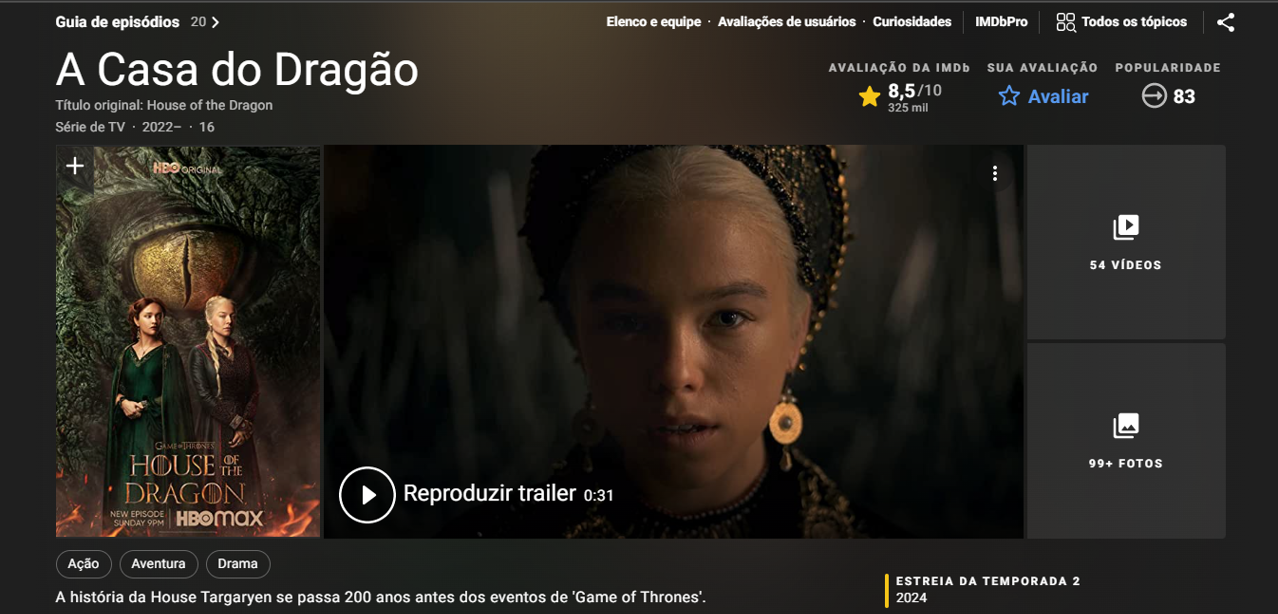 Guia de episódios 20
Elenco e equipe · Avaliações de usuários · Curiosidades IMDbPro Todos os tópicos
A Casa do Dragão
Título original: House of the Dragon
Série de TV · 2022– · 16
AVALIAÇÃO DA IMDb
8,5/10
325 mil
SUA AVALIAÇÃO
Avaliar
POPULARIDADE
83
HBO ORIGINAL
GAME OF THRONES
HOUSE OF THE
DRAGON
NEW EPISODE
SUNDAY 9PM
HBOMAX
Reproduzir trailer 0:31
54 VÍDEOS
99+ FOTOS
Ação Aventura Drama
A história da House Targaryen se passa 200 anos antes dos eventos de 'Game of Thrones'.
ESTREIA DA TEMPORADA 2
2024